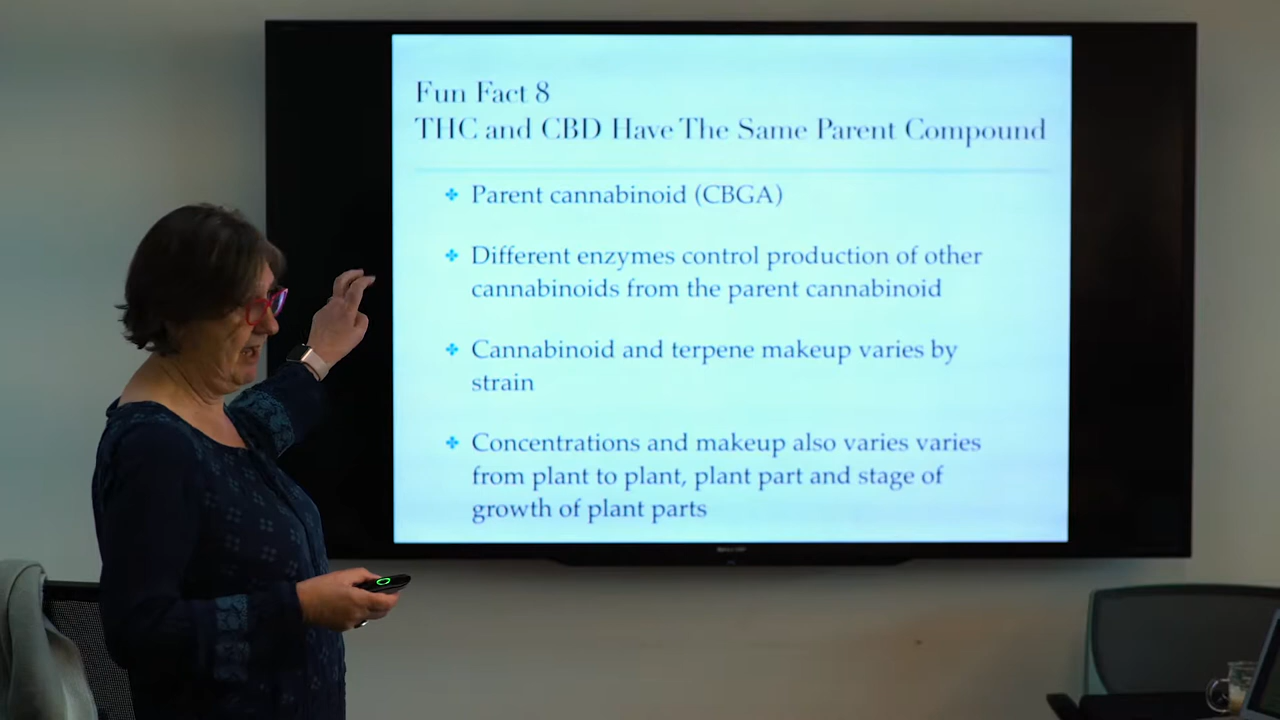 Fun Fact 8
THC and CBD Have The Same Parent Compound
Parent cannabinoid (CBGA)
Different enzymes control production of other
cannabinoids from the parent cannabinoid
Cannabinoid and terpene makeup varies by
strain
Concentrations and makeup also varies varies
from plant to plant, plant part and stage of
growth of plant parts